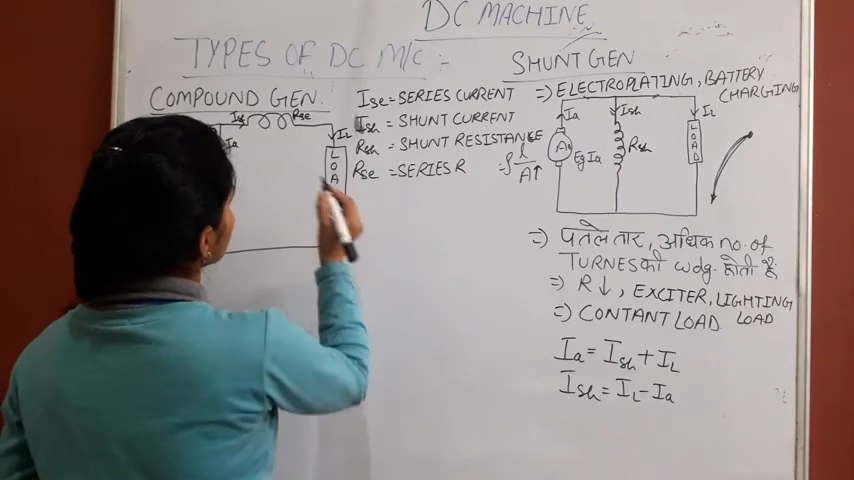 DC MACHINE
TYPES OF DC M/C :-
COMPOUND GEN.
Ise Rse
Ia
IL
LOA
Ise = SERIES CURRENT
Ish = SHUNT CURRENT
Rsh = SHUNT RESISTANCE
Rse = SERIES R = ρ l/A↑
SHUNT GEN
⇒ ELECTROPLATING, BATTERY
CHARGING
Ia Ish IL
A Eg Ia Rsh LOAD
⇒ पतले तार, अधिक no. of
TURNES की wdg. होती है
⇒ R↓, EXCITER, LIGHTING
LOAD
⇒ CONTANT LOAD
Ia = Ish + IL
Ish = IL - Ia